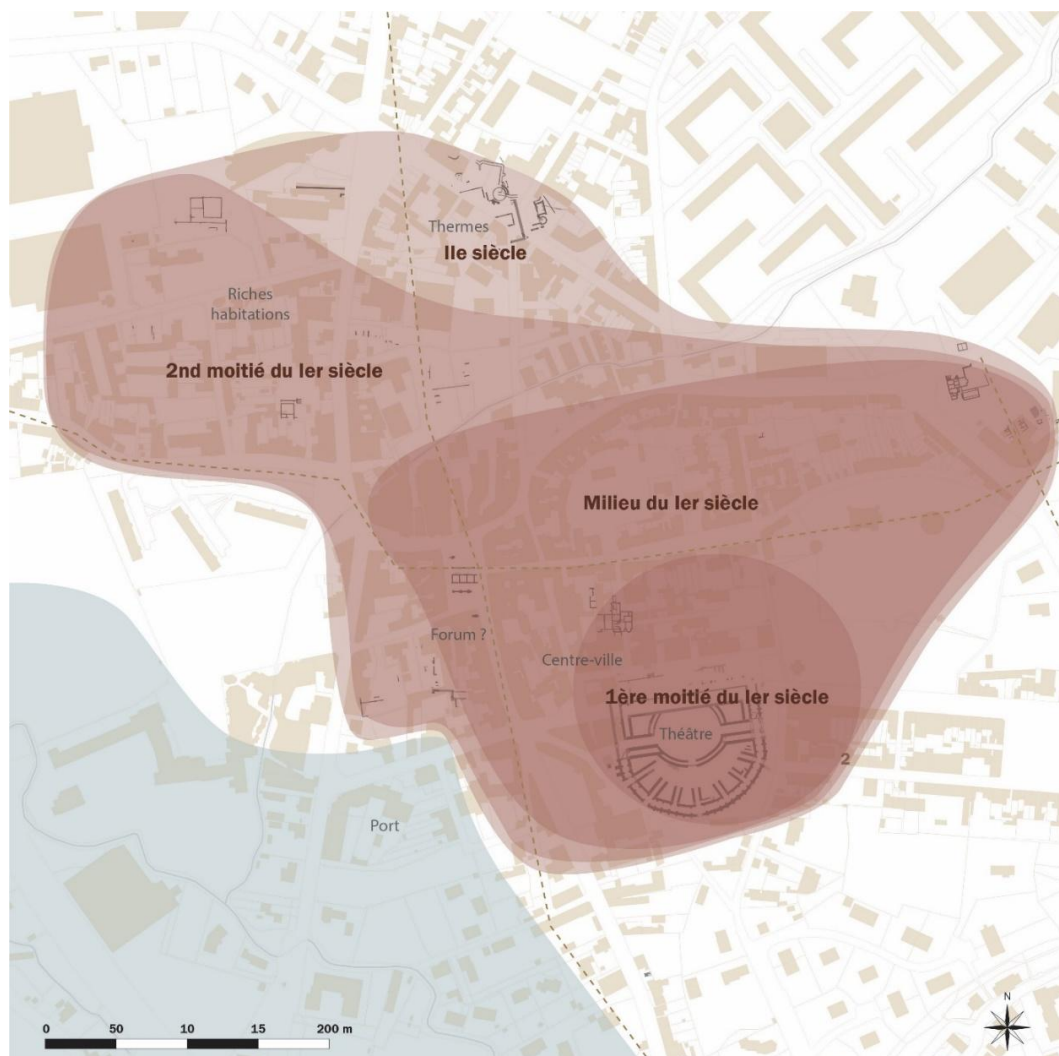 Thermes
IIe siècle
Riches
habitations
2nd moitié du Ier siècle
Milieu du Ier siècle
Forum ?
Centre-ville
1ère moitié du Ier siècle
Théâtre
2
Port
N
0 50 10 15 200 m